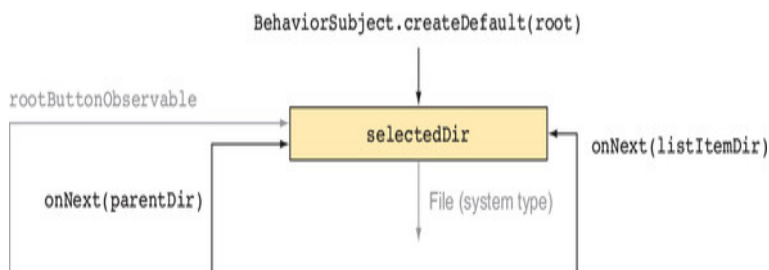 BehaviorSubject.createDefault(root)
rootButtonObservable
selectedDir
onNext(listItemDir)
onNext(parentDir)
File (system type)